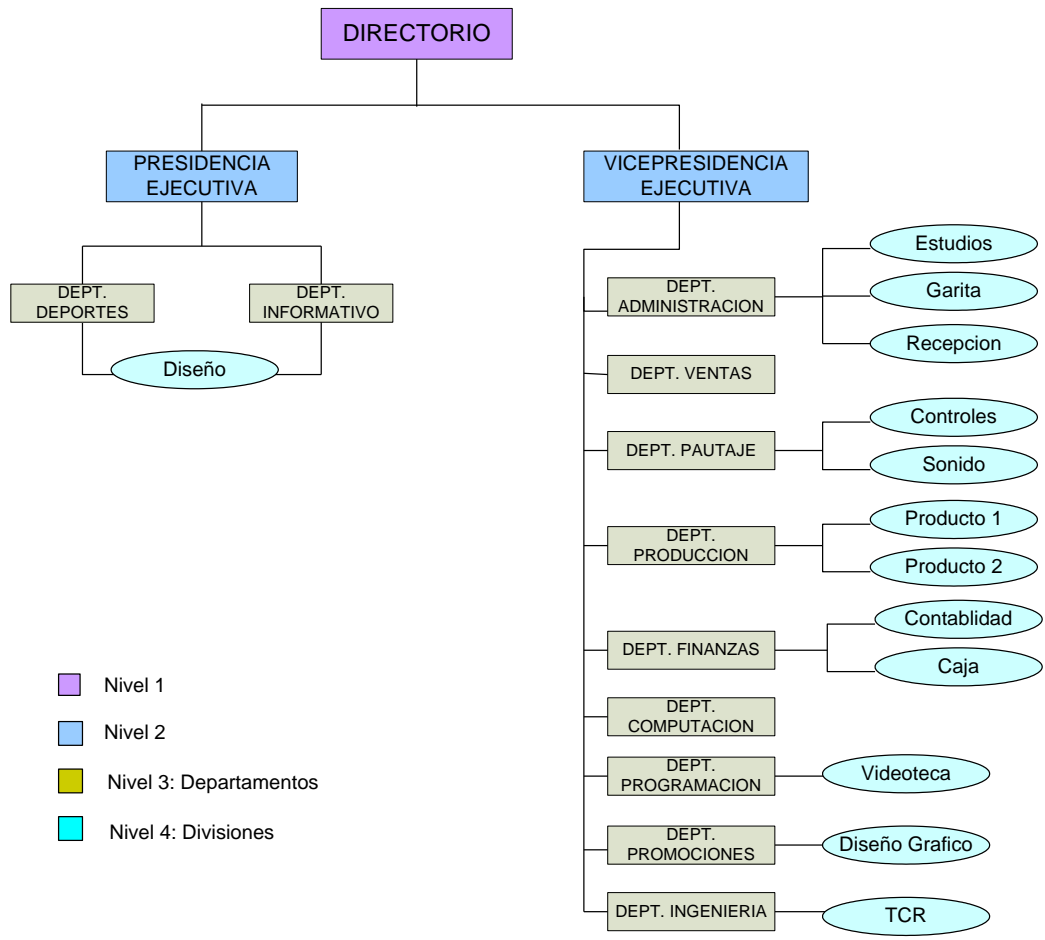 DIRECTORIO
PRESIDENCIA
EJECUTIVA
VICEPRESIDENCIA
EJECUTIVA
DEPT.
DEPORTES
DEPT.
INFORMATIVO
Diseño
DEPT.
ADMINISTRACION
Estudios
Garita
Recepcion
DEPT. VENTAS
DEPT. PAUTAJE
Controles
Sonido
DEPT.
PRODUCCION
Producto 1
Producto 2
DEPT. FINANZAS
Contablidad
Caja
DEPT.
COMPUTACION
DEPT.
PROGRAMACION
Videoteca
DEPT.
PROMOCIONES
Diseño Grafico
DEPT. INGENIERIA
TCR
Nivel 1
Nivel 2
Nivel 3: Departamentos
Nivel 4: Divisiones